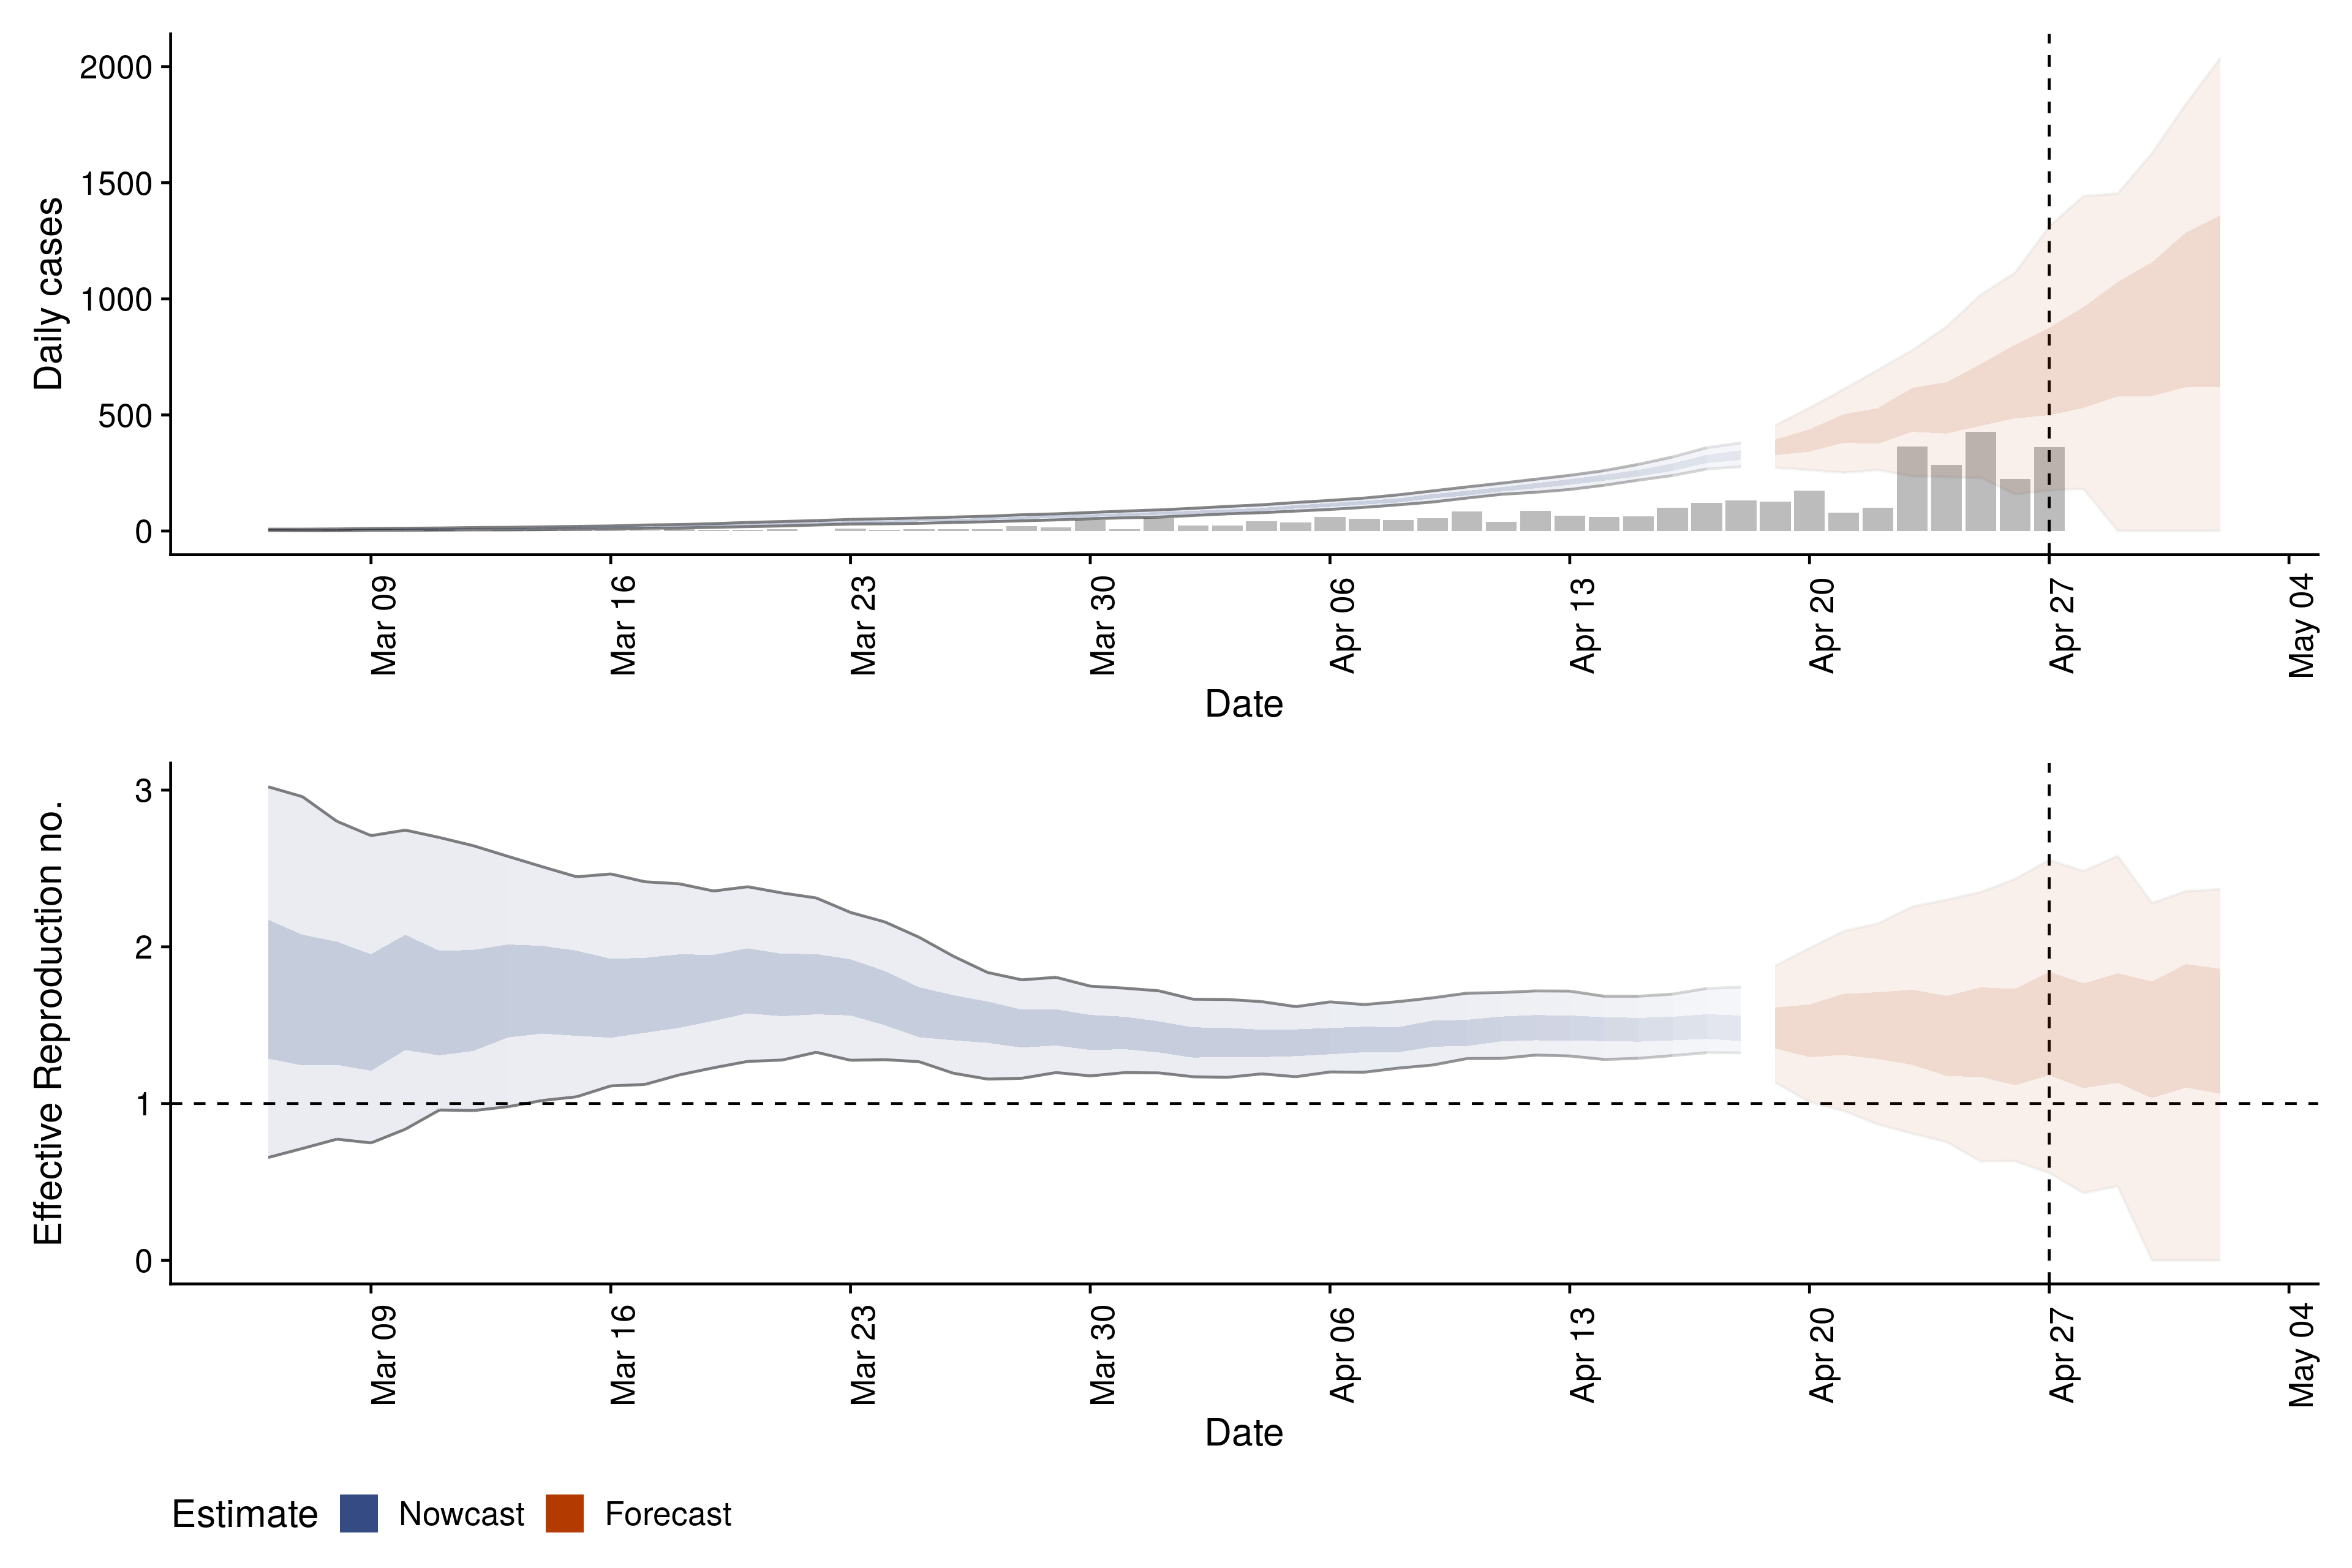 Daily cases
2000
1500
1000
500
0
Mar 09
Mar 16
Mar 23
Mar 30
Apr 06
Apr 13
Apr 20
Apr 27
May 04
Date
Effective Reproduction no.
3
2
1
0
Mar 09
Mar 16
Mar 23
Mar 30
Apr 06
Apr 13
Apr 20
Apr 27
May 04
Date
Estimate Nowcast Forecast